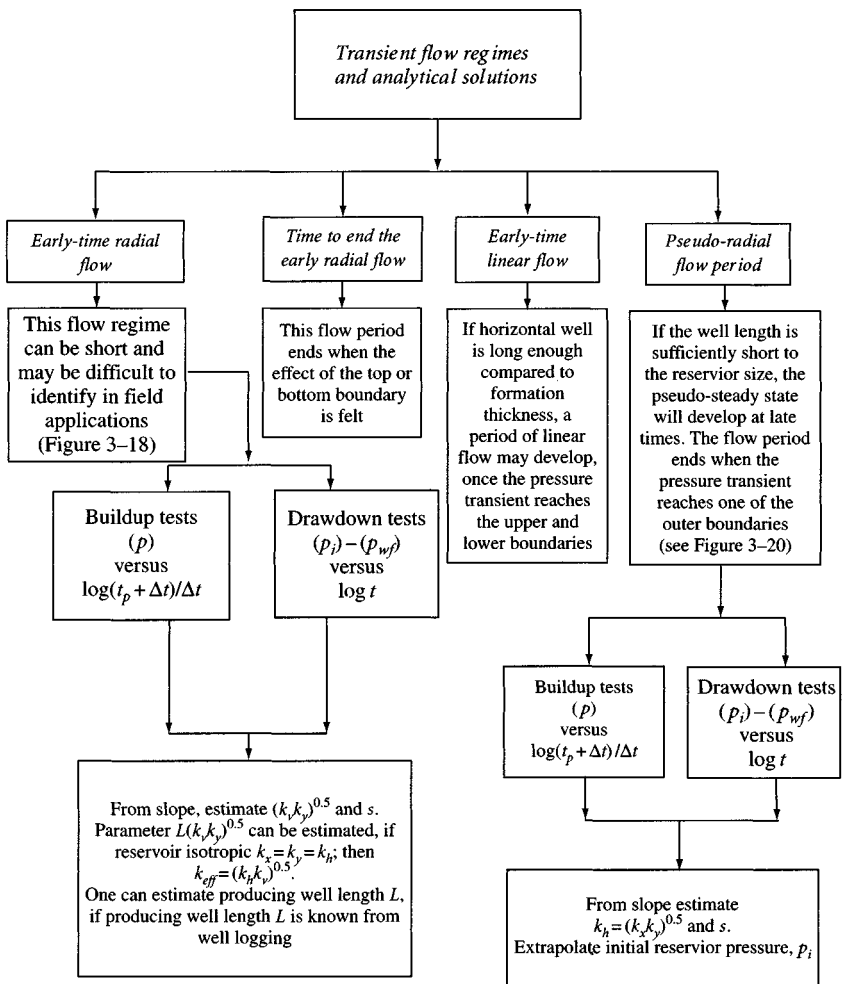 Transient flow regimes
and analytical solutions
Early-time radial
flow
Time to end the
early radial flow
Early-time
linear flow
Pseudo-radial
flow period
This flow regime
can be short and
may be difficult to
identify in field
applications
(Figure 3–18)
This flow period
ends when the
effect of the top or
bottom boundary
is felt
If horizontal well
is long enough
compared to
formation
thickness, a
period of linear
flow may develop,
once the pressure
transient reaches
the upper and
lower boundaries
If the well length is
sufficiently short to
the reservior size, the
pseudo-steady state
will develop at late
times. The flow period
ends when the
pressure transient
reaches one of the
outer boundaries
(see Figure 3–20)
Buildup tests
(p)
versus
log(t_p + Δt)/Δt
Drawdown tests
(p_i) – (p_wf)
versus
log t
From slope, estimate (k_v k_y)^0.5 and s.
Parameter L(k_v k_y)^0.5 can be estimated, if
reservoir isotropic k_x = k_y = k_h; then
k_eff = (k_h k_v)^0.5.
One can estimate producing well length L,
if producing well length L is known from
well logging
Buildup tests
(p)
versus
log(t_p + Δt)/Δt
Drawdown tests
(p_i) – (p_wf)
versus
log t
From slope estimate
k_h = (k_x k_y)^0.5 and s.
Extrapolate initial reservior pressure, p_i